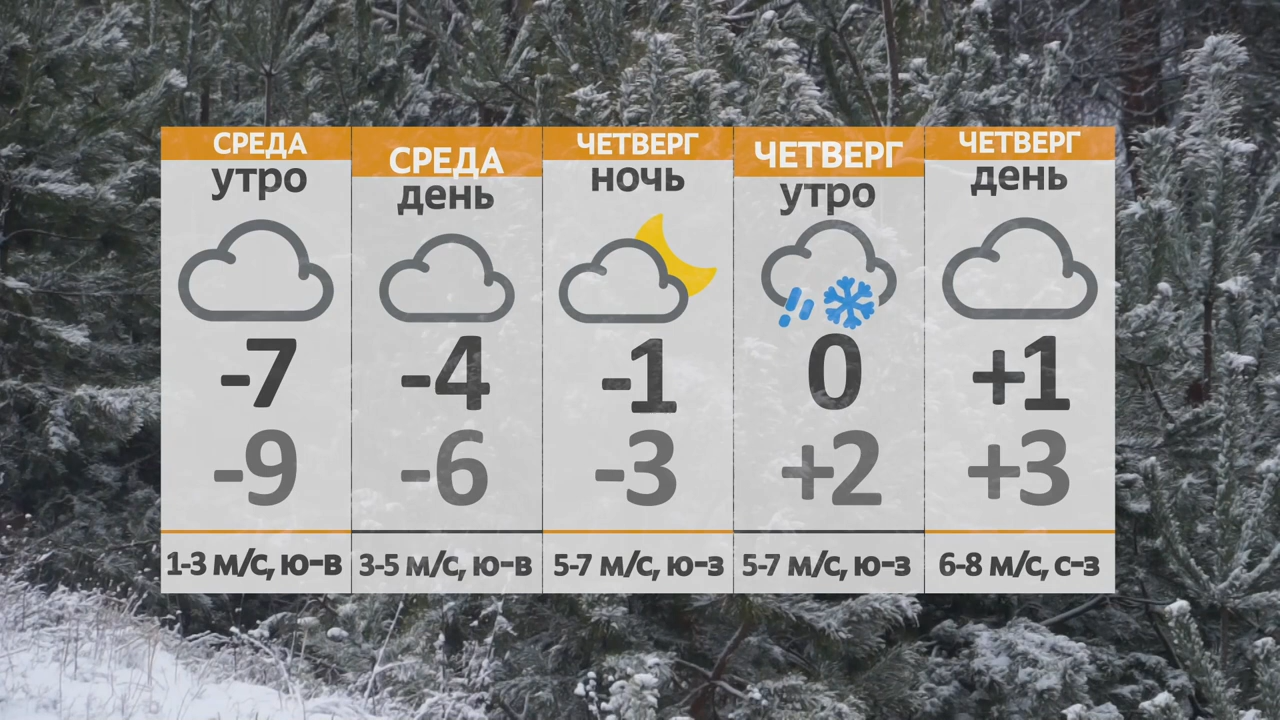 СРЕДА
утро
-7
-9
1-3 м/с, ю-в
СРЕДА
день
-4
-6
3-5 м/с, ю-в
ЧЕТВЕРГ
ночь
-1
-3
5-7 м/с, ю-з
ЧЕТВЕРГ
утро
0
+2
5-7 м/с, ю-з
ЧЕТВЕРГ
день
+1
+3
6-8 м/с, с-з